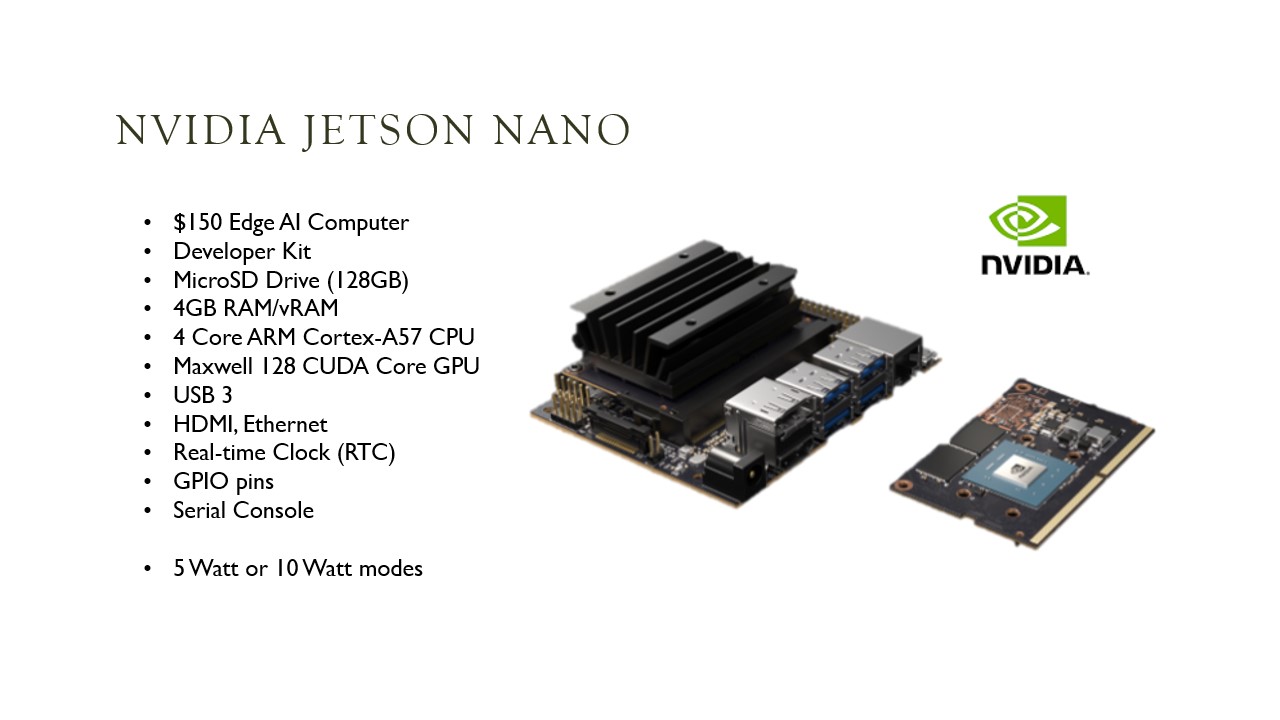 NVIDIA JETSON NANO
• $150 Edge AI Computer
• Developer Kit
• MicroSD Drive (128GB)
• 4GB RAM/vRAM
• 4 Core ARM Cortex-A57 CPU
• Maxwell 128 CUDA Core GPU
• USB 3
• HDMI, Ethernet
• Real-time Clock (RTC)
• GPIO pins
• Serial Console
• 5 Watt or 10 Watt modes
NVIDIA.